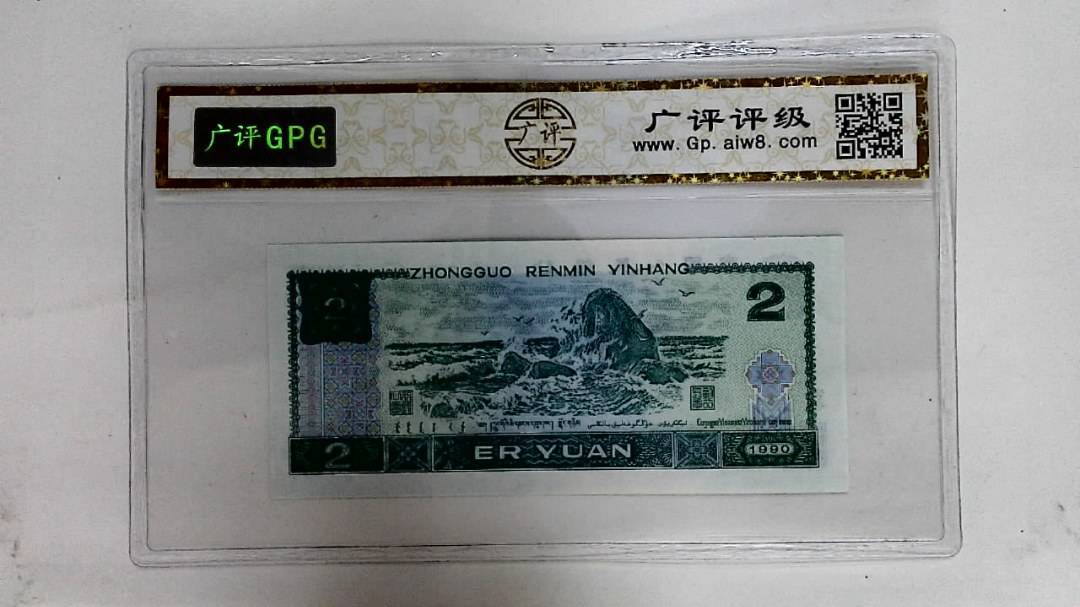 广评GPG
广评
广评评级
www.Gp.aiw8.com
ZHONGGUO RENMIN YINHANG
2
2
2
ER YUAN
1990